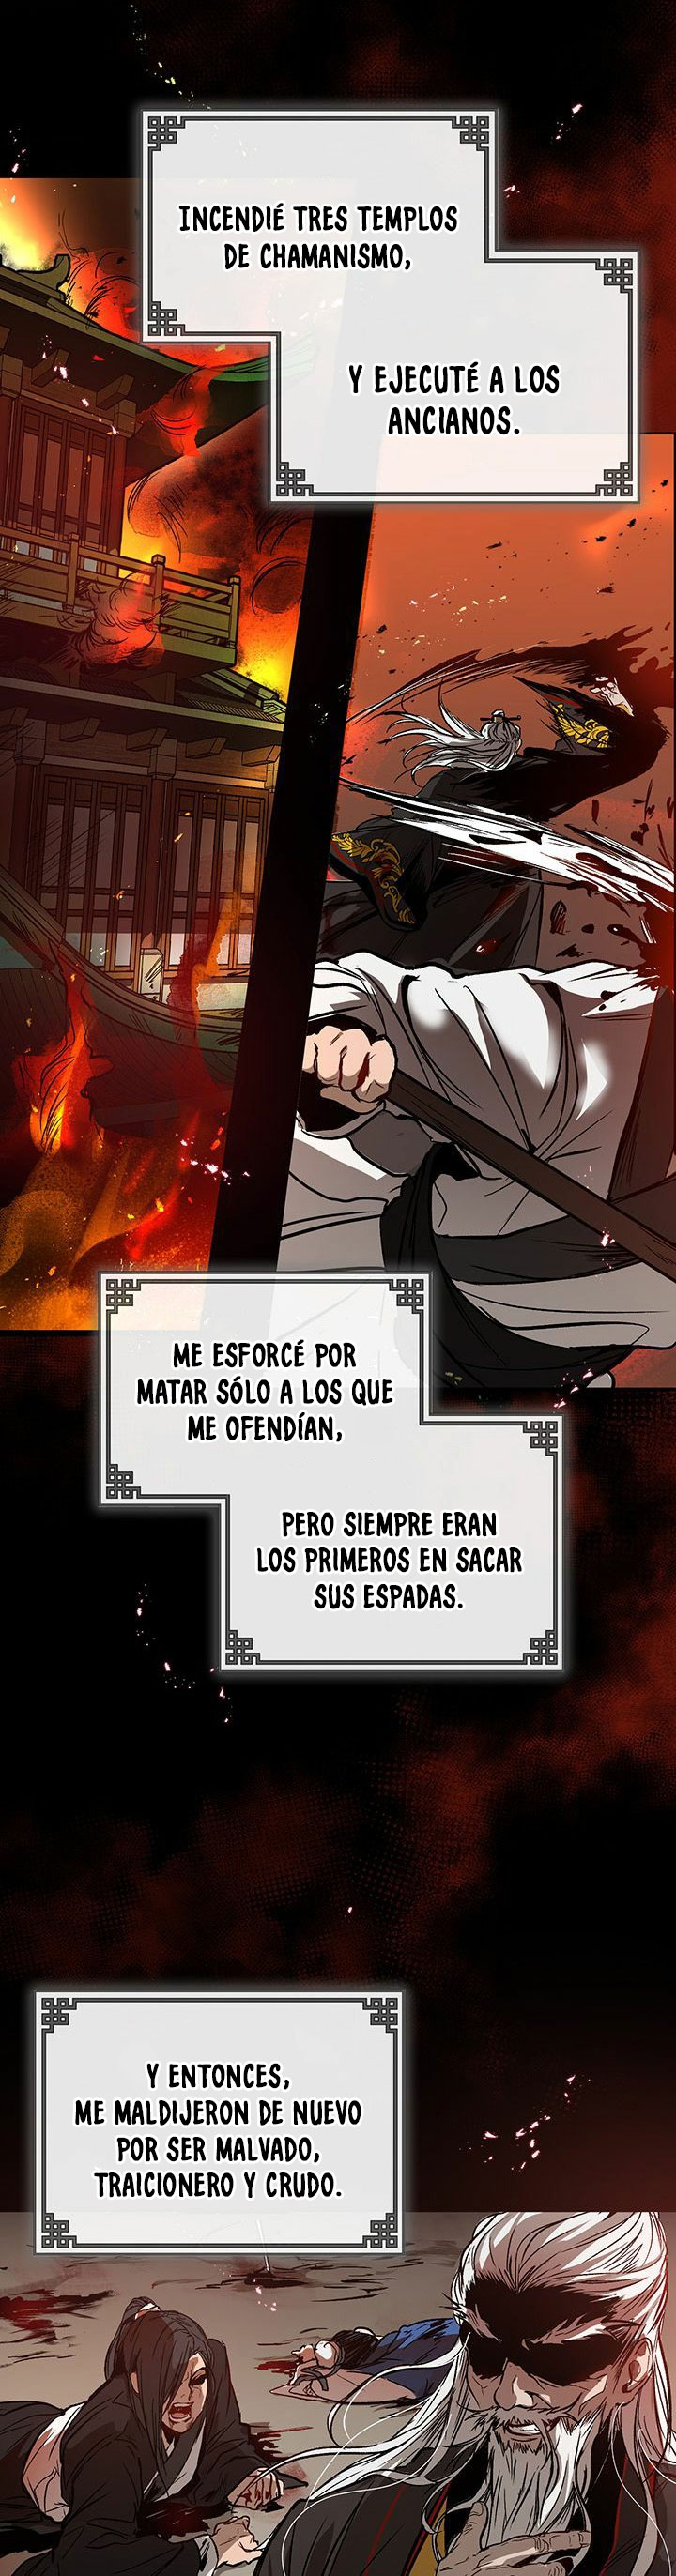 INCENDIÉ TRES TEMPLOS
DE CHAMANISMO,
Y EJECUTÉ A LOS
ANCIANOS.
ME ESFORCÉ POR
MATAR SÓLO A LOS QUE
ME OFENDÍAN,
PERO SIEMPRE ERAN
LOS PRIMEROS EN SACAR
SUS ESPADAS.
Y ENTONCES,
ME MALDIJERON DE NUEVO
POR SER MALVADO,
TRAICIONERO Y CRUDO.